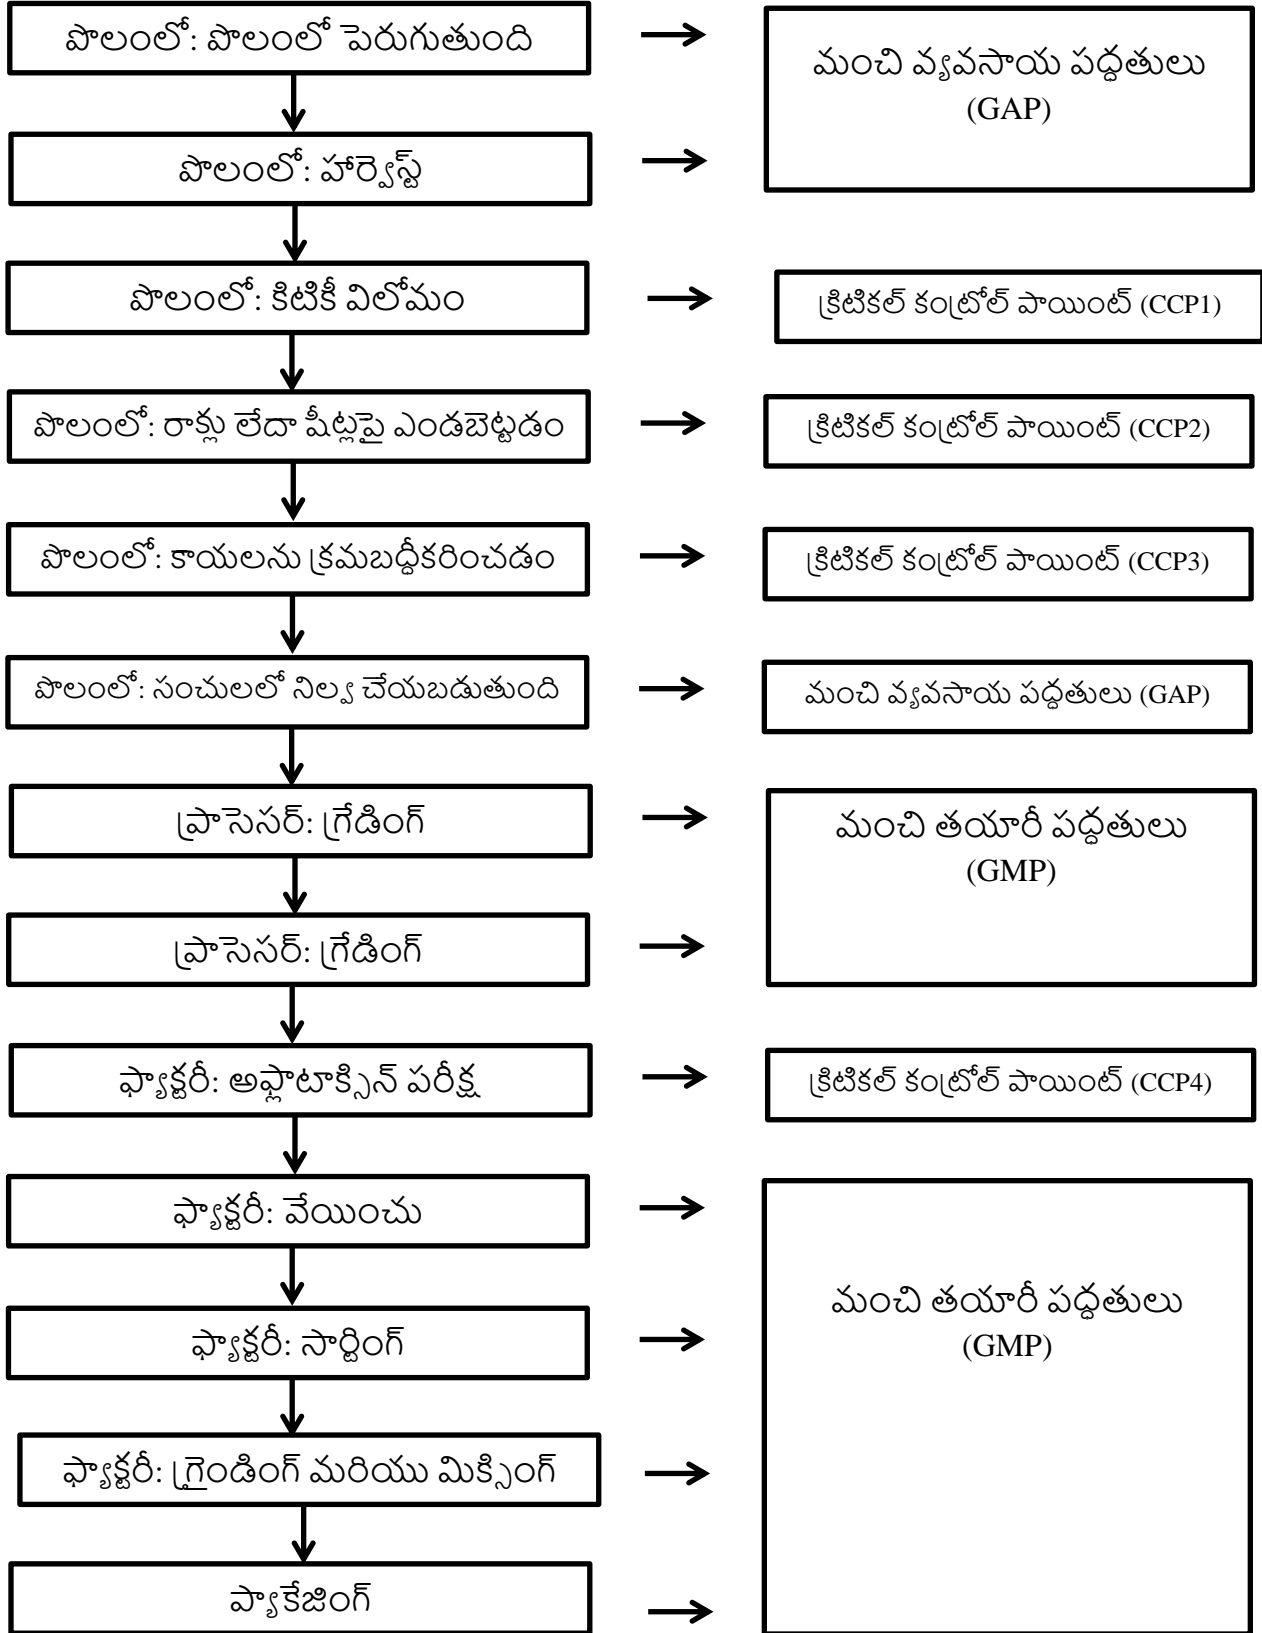 పొలంలో: పొలంలో పెరుగుతుంది
మంచి వ్యవసాయ పద్ధతులు
(GAP)
పొలంలో: హార్వెస్ట్
పొలంలో: కిటికీ విలోమం
క్రిటికల్ కంట్రోల్ పాయింట్ (CCP1)
పొలంలో: రాక్లు లేదా షీట్లపై ఎండబెట్టడం
క్రిటికల్ కంట్రోల్ పాయింట్ (CCP2)
పొలంలో: కాయలను క్రమబద్ధీకరించడం
క్రిటికల్ కంట్రోల్ పాయింట్ (CCP3)
పొలంలో: సంచులలో నిల్వ చేయబడుతుంది
మంచి వ్యవసాయ పద్ధతులు (GAP)
ప్రాసెసర్: గ్రేడింగ్
మంచి తయారీ పద్ధతులు
(GMP)
ప్రాసెసర్: గ్రేడింగ్
ఫ్యాక్టరీ: అఫ్లాటాక్సిన్ పరీక్ష
క్రిటికల్ కంట్రోల్ పాయింట్ (CCP4)
ఫ్యాక్టరీ: వేయించు
ఫ్యాక్టరీ: సార్టింగ్
మంచి తయారీ పద్ధతులు
(GMP)
ఫ్యాక్టరీ: గ్రైండింగ్ మరియు మిక్సింగ్
ప్యాకేజింగ్